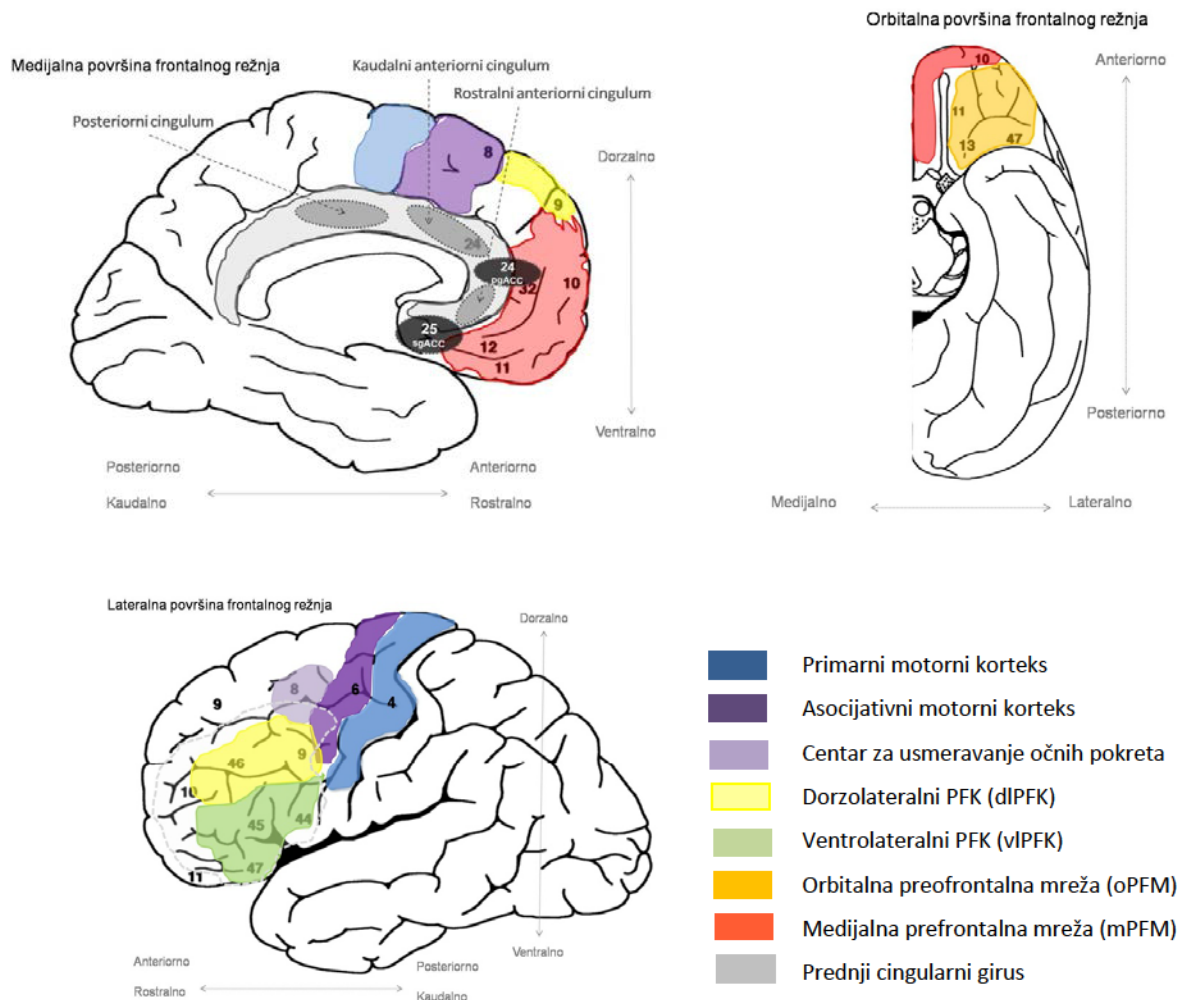 Medijalna površina frontalnog režnja
Kaudalni anteriorni cingulum
Rostralni anteriorni cingulum
Posteriorni cingulum
8
9
24
24
pgACC
32
10
25
sgACC
12
11
Dorzalno
Ventralno
Posteriorno
Anteriorno
Kaudalno
Rostralno
Orbitalna površina frontalnog režnja
10
11
13
47
Anteriorno
Posteriorno
Medijalno
Lateralno
Lateralna površina frontalnog režnja
Dorzalno
8
9
6
4
46
9
10
45
44
47
11
Ventralno
Anteriorno
Posteriorno
Rostralno
Kaudalno
Primarni motorni korteks
Asocijativni motorni korteks
Centar za usmeravanje očnih pokreta
Dorzolateralni PFK (dlPFK)
Ventrolateralni PFK (vlPFK)
Orbitalna preofrontalna mreža (oPFM)
Medijalna prefrontalna mreža (mPFM)
Prednji cingularni girus